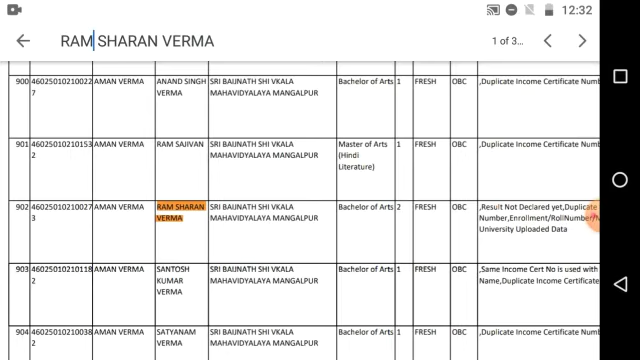 12:32
RAM SHARAN VERMA
1 of 3...
900 46025010210022 AMAN VERMA ANAND SINGH SRI BAIJNATH SHI VKALA Bachelor of Arts 1 FRESH OBC ,Duplicate Income Certificate Numb
7 VERMA MAHAVIDYALAYA MANGALPUR
901 46025010210153 AMAN VERMA RAM SAJIVAN SRI BAIJNATH SHI VKALA Master of Arts 1 FRESH OBC ,Duplicate Income Certificate Numb
2 MAHAVIDYALAYA MANGALPUR (Hindi
Literature)
902 46025010210027 AMAN VERMA RAM SHARAN SRI BAIJNATH SHI VKALA Bachelor of Arts 2 FRESH OBC ,Result Not Declared yet,Duplicate
3 VERMA MAHAVIDYALAYA MANGALPUR Number,Enrollment/RollNumber/N
University Uploaded Data
903 46025010210118 AMAN VERMA SANTOSH SRI BAIJNATH SHI VKALA Bachelor of Arts 1 FRESH OBC ,Same Income Cert No is used with
2 KUMAR MAHAVIDYALAYA MANGALPUR Name,Duplicate Income Certificate
VERMA
904 46025010210038 AMAN VERMA SATYANAM SRI BAIJNATH SHI VKALA Bachelor of Arts 1 FRESH OBC ,Duplicate Income Certificate Numb
2 VERMA MAHAVIDYALAYA MANGALPUR